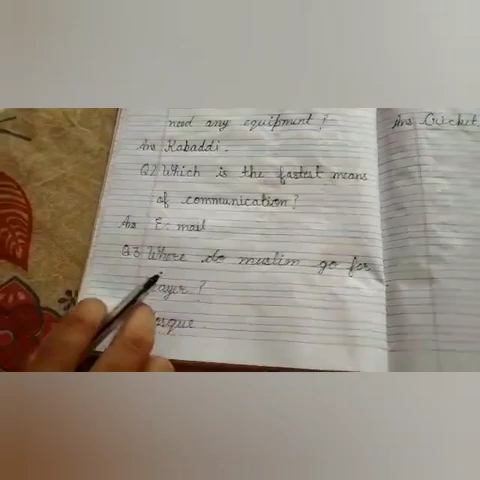 need any equipment?
Ans Kabaddi.
Q2 Which is the fastest means
of communication?
Ans E-mail
Q3 Where do muslim go for
?
Ans Cricket